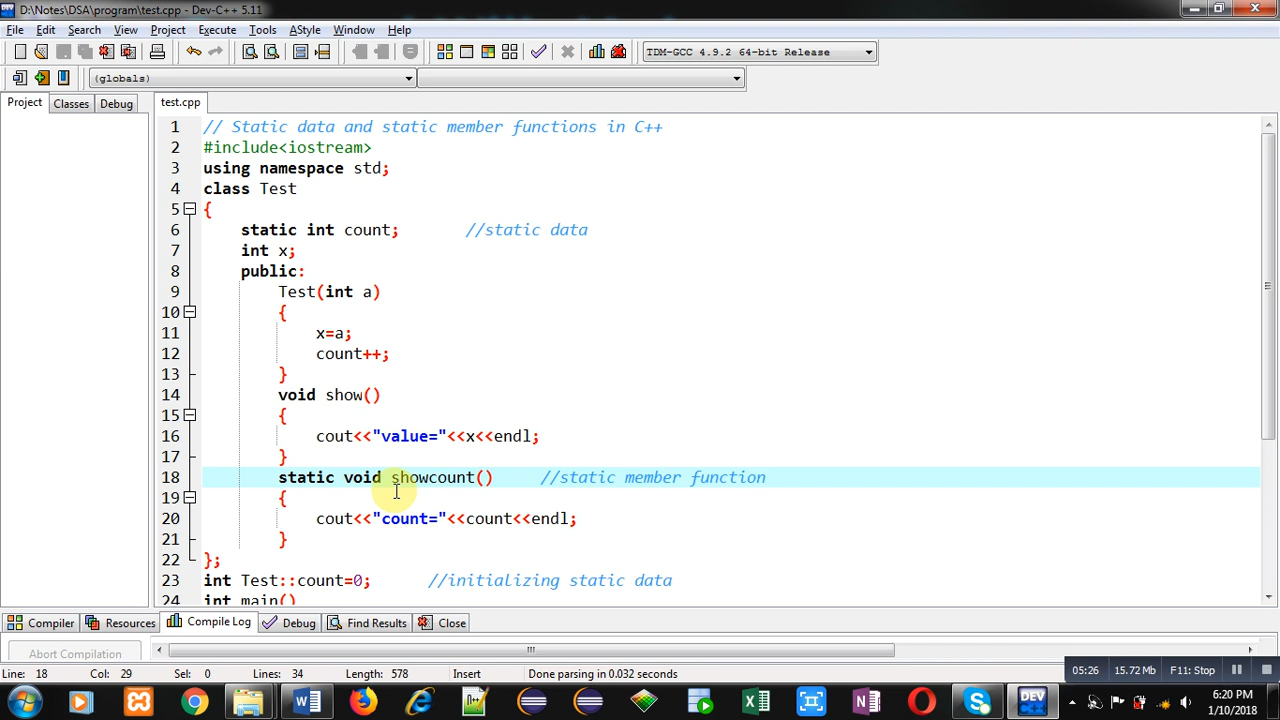 D:\Notes\DSA\program\test.cpp - Dev-C++ 5.11
File Edit Search View Project Execute Tools AStyle Window Help
TDM-GCC 4.9.2 64-bit Release
(globals)
Project Classes Debug test.cpp
1 // Static data and static member functions in C++
2 #include<iostream>
3 using namespace std;
4 class Test
5 {
6 static int count; //static data
7 int x;
8 public:
9 Test(int a)
10 {
11 x=a;
12 count++;
13 }
14 void show()
15 {
16 cout<<"value="<<x<<endl;
17 }
18 static void showcount() //static member function
19 {
20 cout<<"count="<<count<<endl;
21 }
22 };
23 int Test::count=0; //initializing static data
24 int main()
Compiler Resources Compile Log Debug Find Results Close
Abort Compilation
Line: 18 Col: 29 Sel: 0 Lines: 34 Length: 578 Insert Done parsing in 0.032 seconds
05:26 15.72 Mb F11: Stop
DEV
6:20 PM
1/10/2018